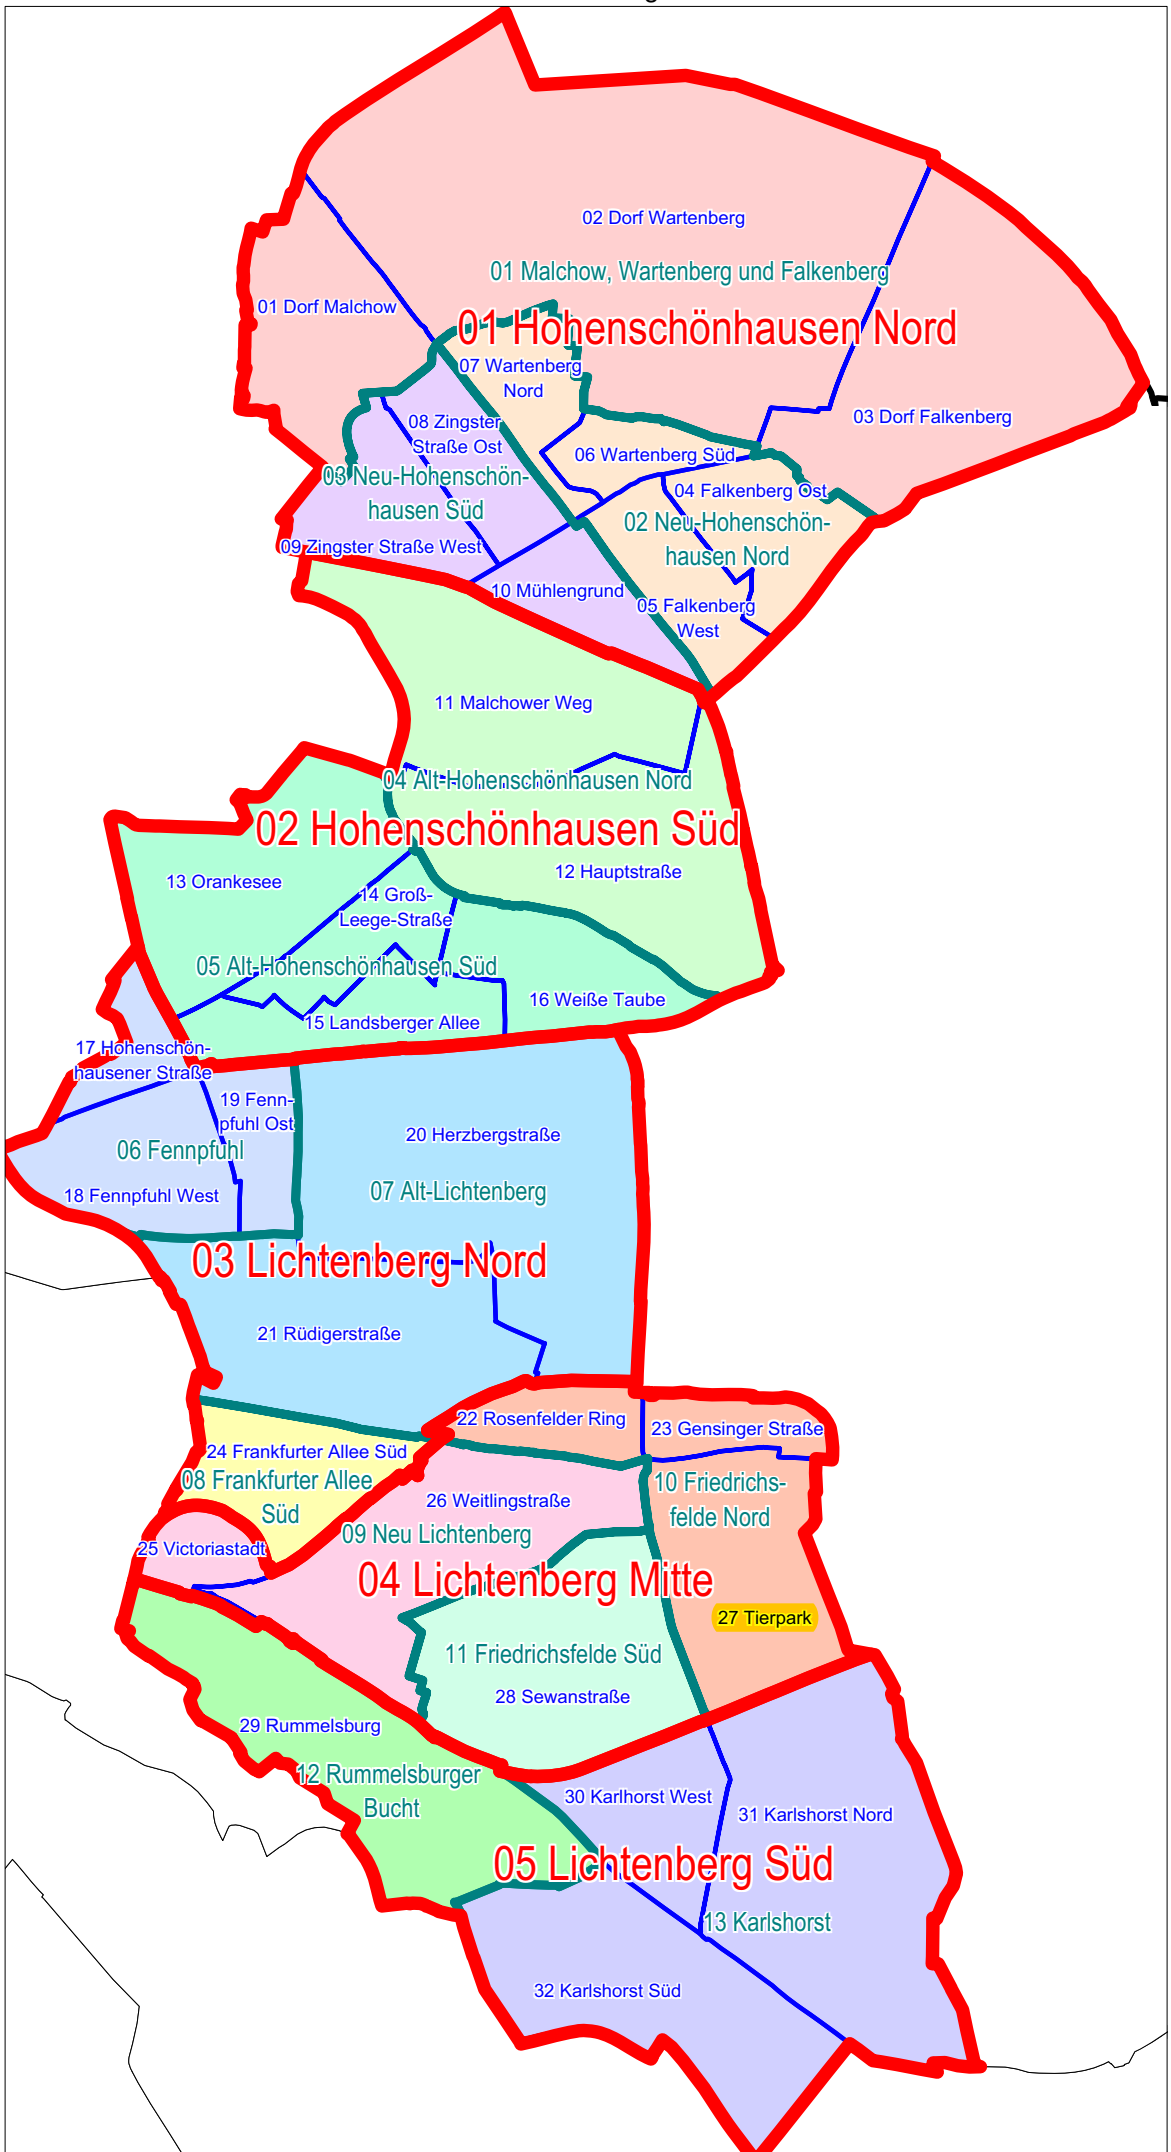 02 Dorf Wartenberg
01 Malchow, Wartenberg und Falkenberg
01 Dorf Malchow
01 Hohenschönhausen Nord
07 Wartenberg
Nord
03 Dorf Falkenberg
08 Zingster
Straße Ost
06 Wartenberg Süd
03 Neu-Hohenschön-
hausen Süd
04 Falkenberg Ost
02 Neu-Hohenschön-
hausen Nord
09 Zingster Straße West
10 Mühlengrund
05 Falkenberg
West
11 Malchower Weg
04 Alt-Hohenschönhausen Nord
02 Hohenschönhausen Süd
12 Hauptstraße
13 Orankesee
14 Groß-
Leege-Straße
05 Alt-Hohenschönhausen Süd
16 Weiße Taube
15 Landsberger Allee
17 Hohenschön-
hausener Straße
19 Fenn-
pfuhl Ost
20 Herzbergstraße
06 Fennpfuhl
18 Fennpfuhl West
07 Alt-Lichtenberg
03 Lichtenberg Nord
21 Rüdigerstraße
22 Rosenfelder Ring
23 Gensinger Straße
24 Frankfurter Allee Süd
08 Frankfurter Allee
Süd
10 Friedrichs-
felde Nord
26 Weitlingstraße
09 Neu Lichtenberg
25 Victoriastadt
04 Lichtenberg Mitte
27 Tierpark
11 Friedrichsfelde Süd
28 Sewanstraße
29 Rummelsburg
12 Rummelsburger
Bucht
30 Karlhorst West
31 Karlshorst Nord
05 Lichtenberg Süd
13 Karlshorst
32 Karlshorst Süd